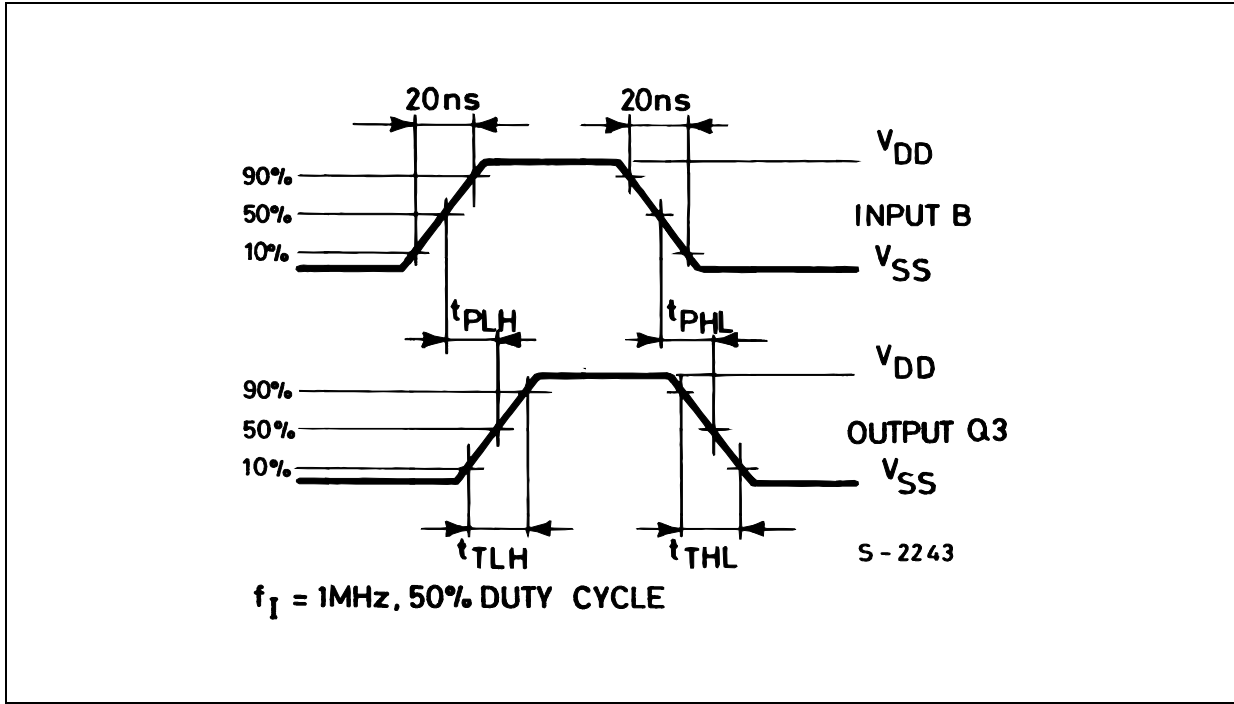 20ns 20ns
VDD
90%
50% INPUT B
10% VSS
tPLH tPHL
VDD
90%
50% OUTPUT Q3
10% VSS
tTLH tTHL S-2243
fI = 1MHz, 50% DUTY CYCLE